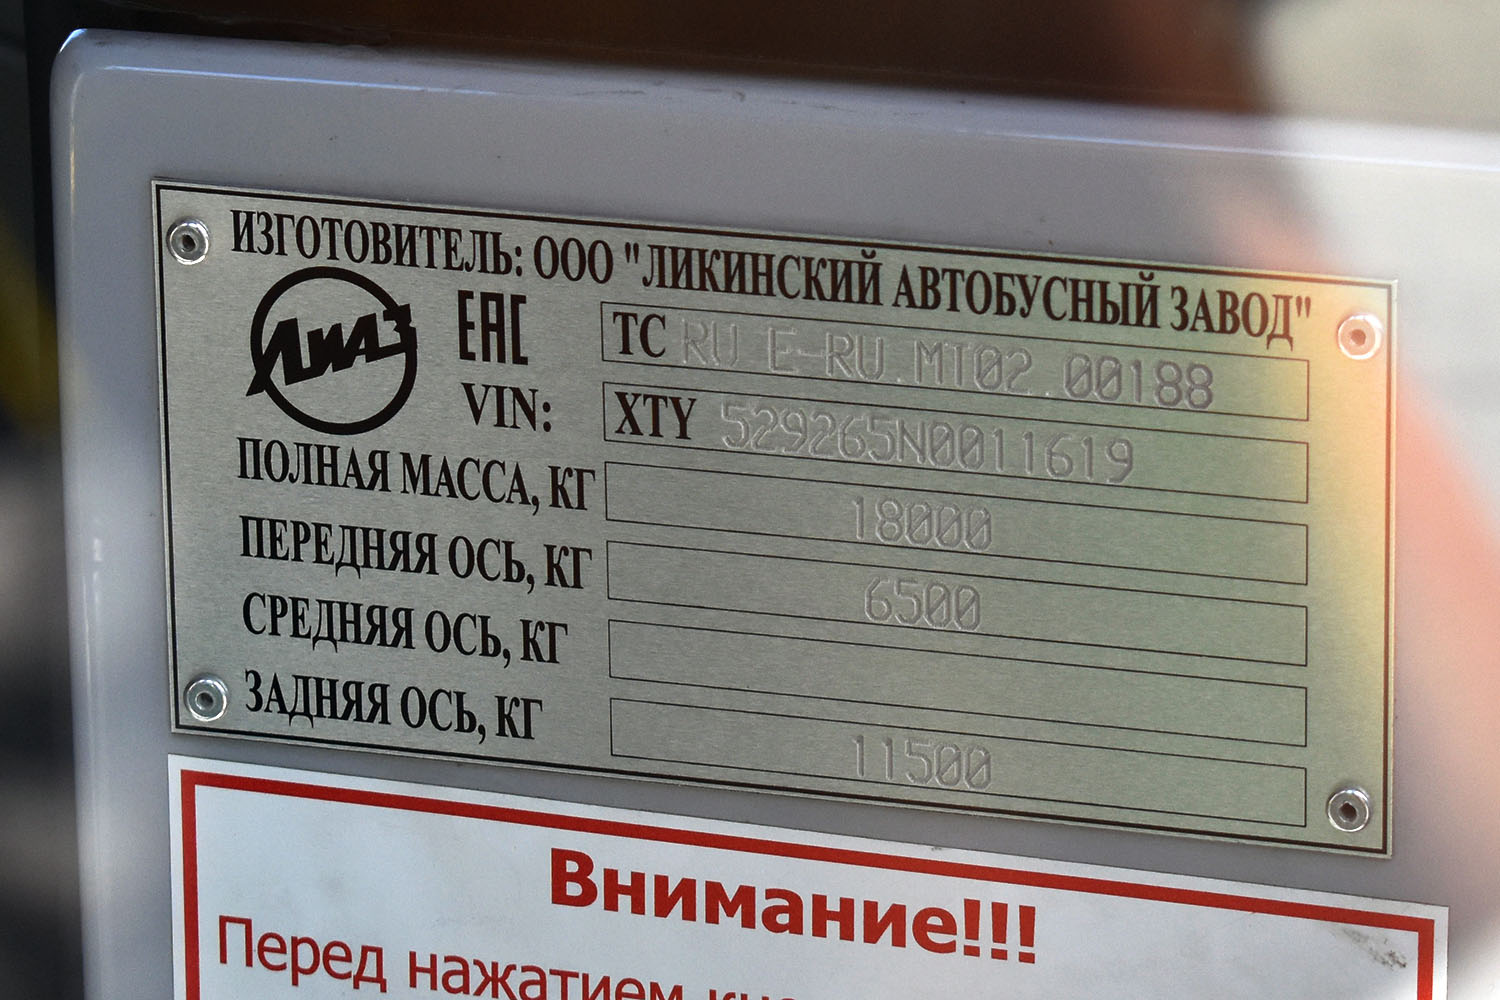 ИЗГОТОВИТЕЛЬ: ООО "ЛИКИНСКИЙ АВТОБУСНЫЙ ЗАВОД"
ЛиАЗ EAC ТС RU E-RU.MT02.00188
VIN: XTY 529265N0011619
ПОЛНАЯ МАССА, КГ 18000
ПЕРЕДНЯЯ ОСЬ, КГ 6500
СРЕДНЯЯ ОСЬ, КГ
ЗАДНЯЯ ОСЬ, КГ 11500
Внимание!!!
Перед нажатием